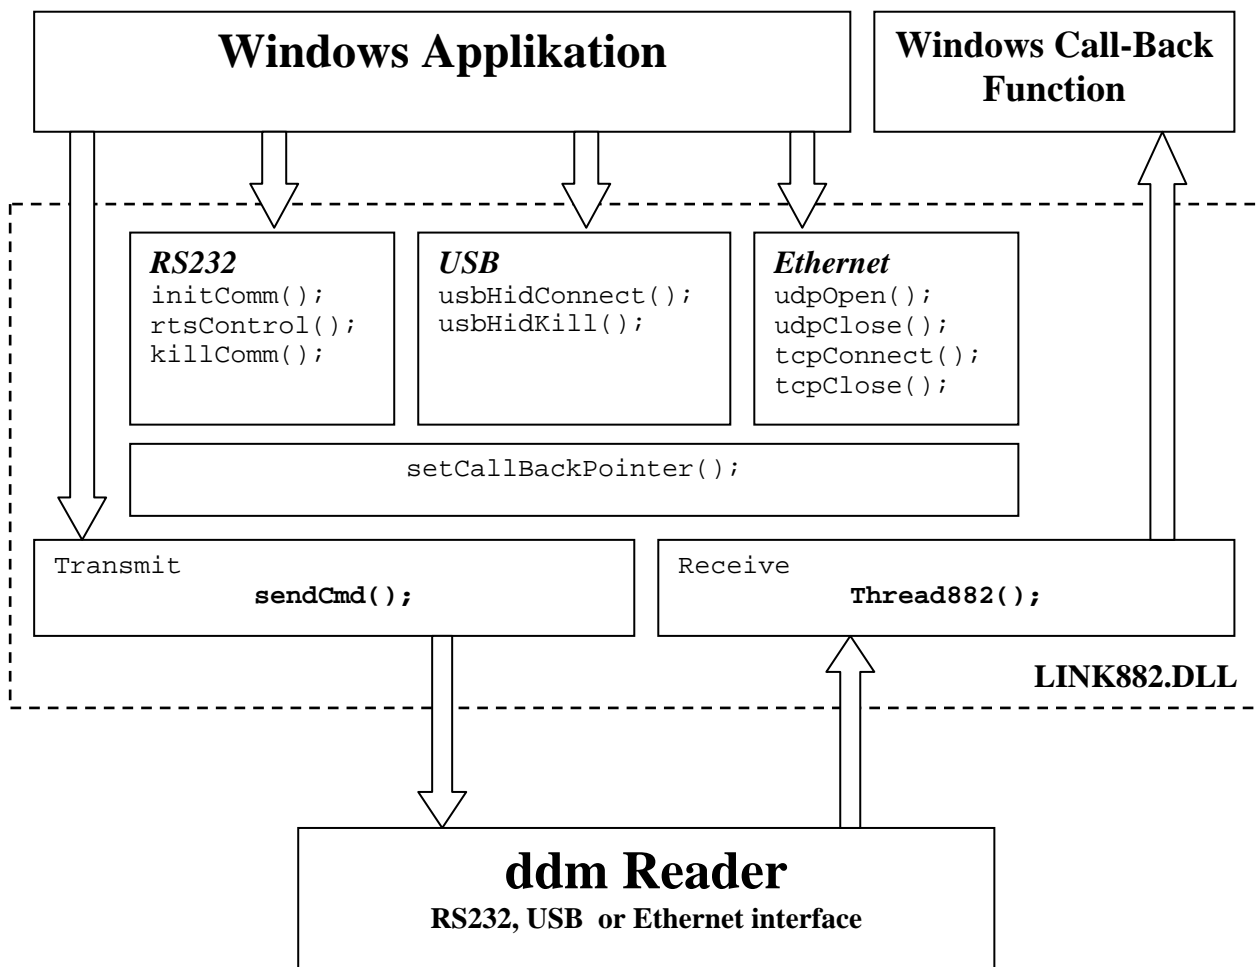 Windows Applikation
Windows Call-Back
Function
RS232
initComm();
rtsControl();
killComm();
USB
usbHidConnect();
usbHidKill();
Ethernet
udpOpen();
udpClose();
tcpConnect();
tcpClose();
setCallBackPointer();
Transmit
sendCmd();
Receive
Thread882();
LINK882.DLL
ddm Reader
RS232, USB  or Ethernet interface